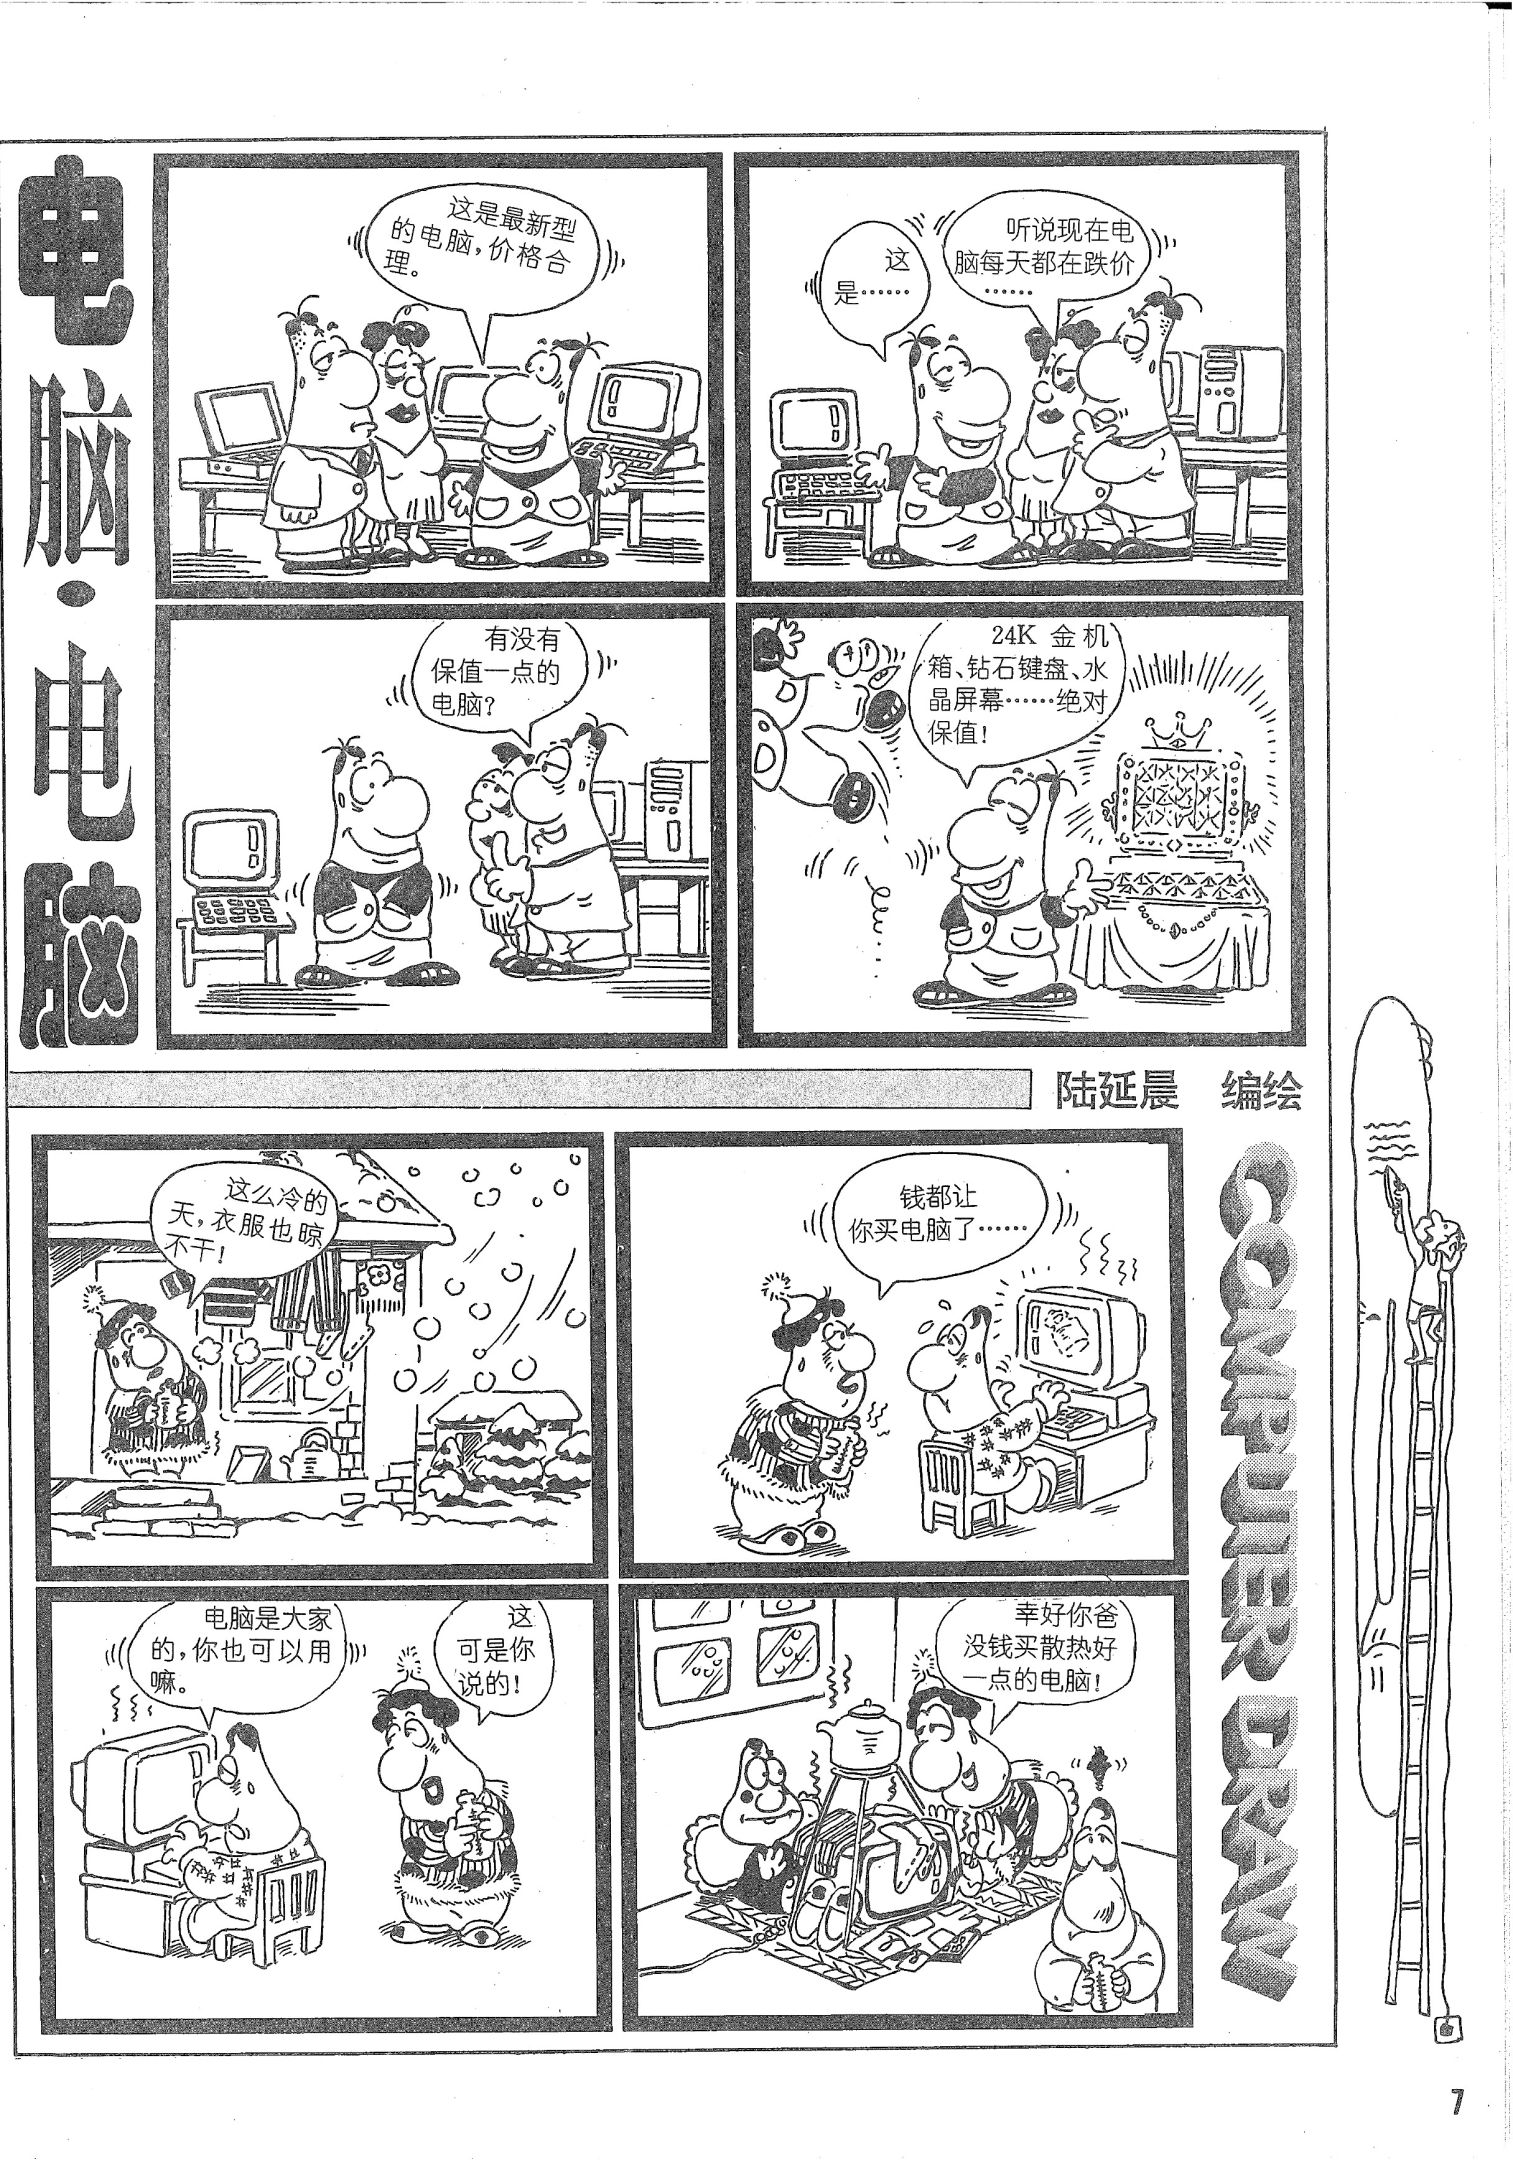 电脑·电脑
这是最新型
的电脑，价格合
理。
这
是……
听说现在电
脑每天都在跌价
……
有没有
保值一点的
电脑？
24K 金机
箱、钻石键盘、水
晶屏幕……绝对
保值！
陆延晨 编绘
COMPUTER DRAW
这么冷的
天，衣服也晾
不干！
钱都让
你买电脑了……
电脑是大家
的，你也可以用
嘛。
这
可是你
说的！
幸好你爸
没钱买散热好
一点的电脑！
7